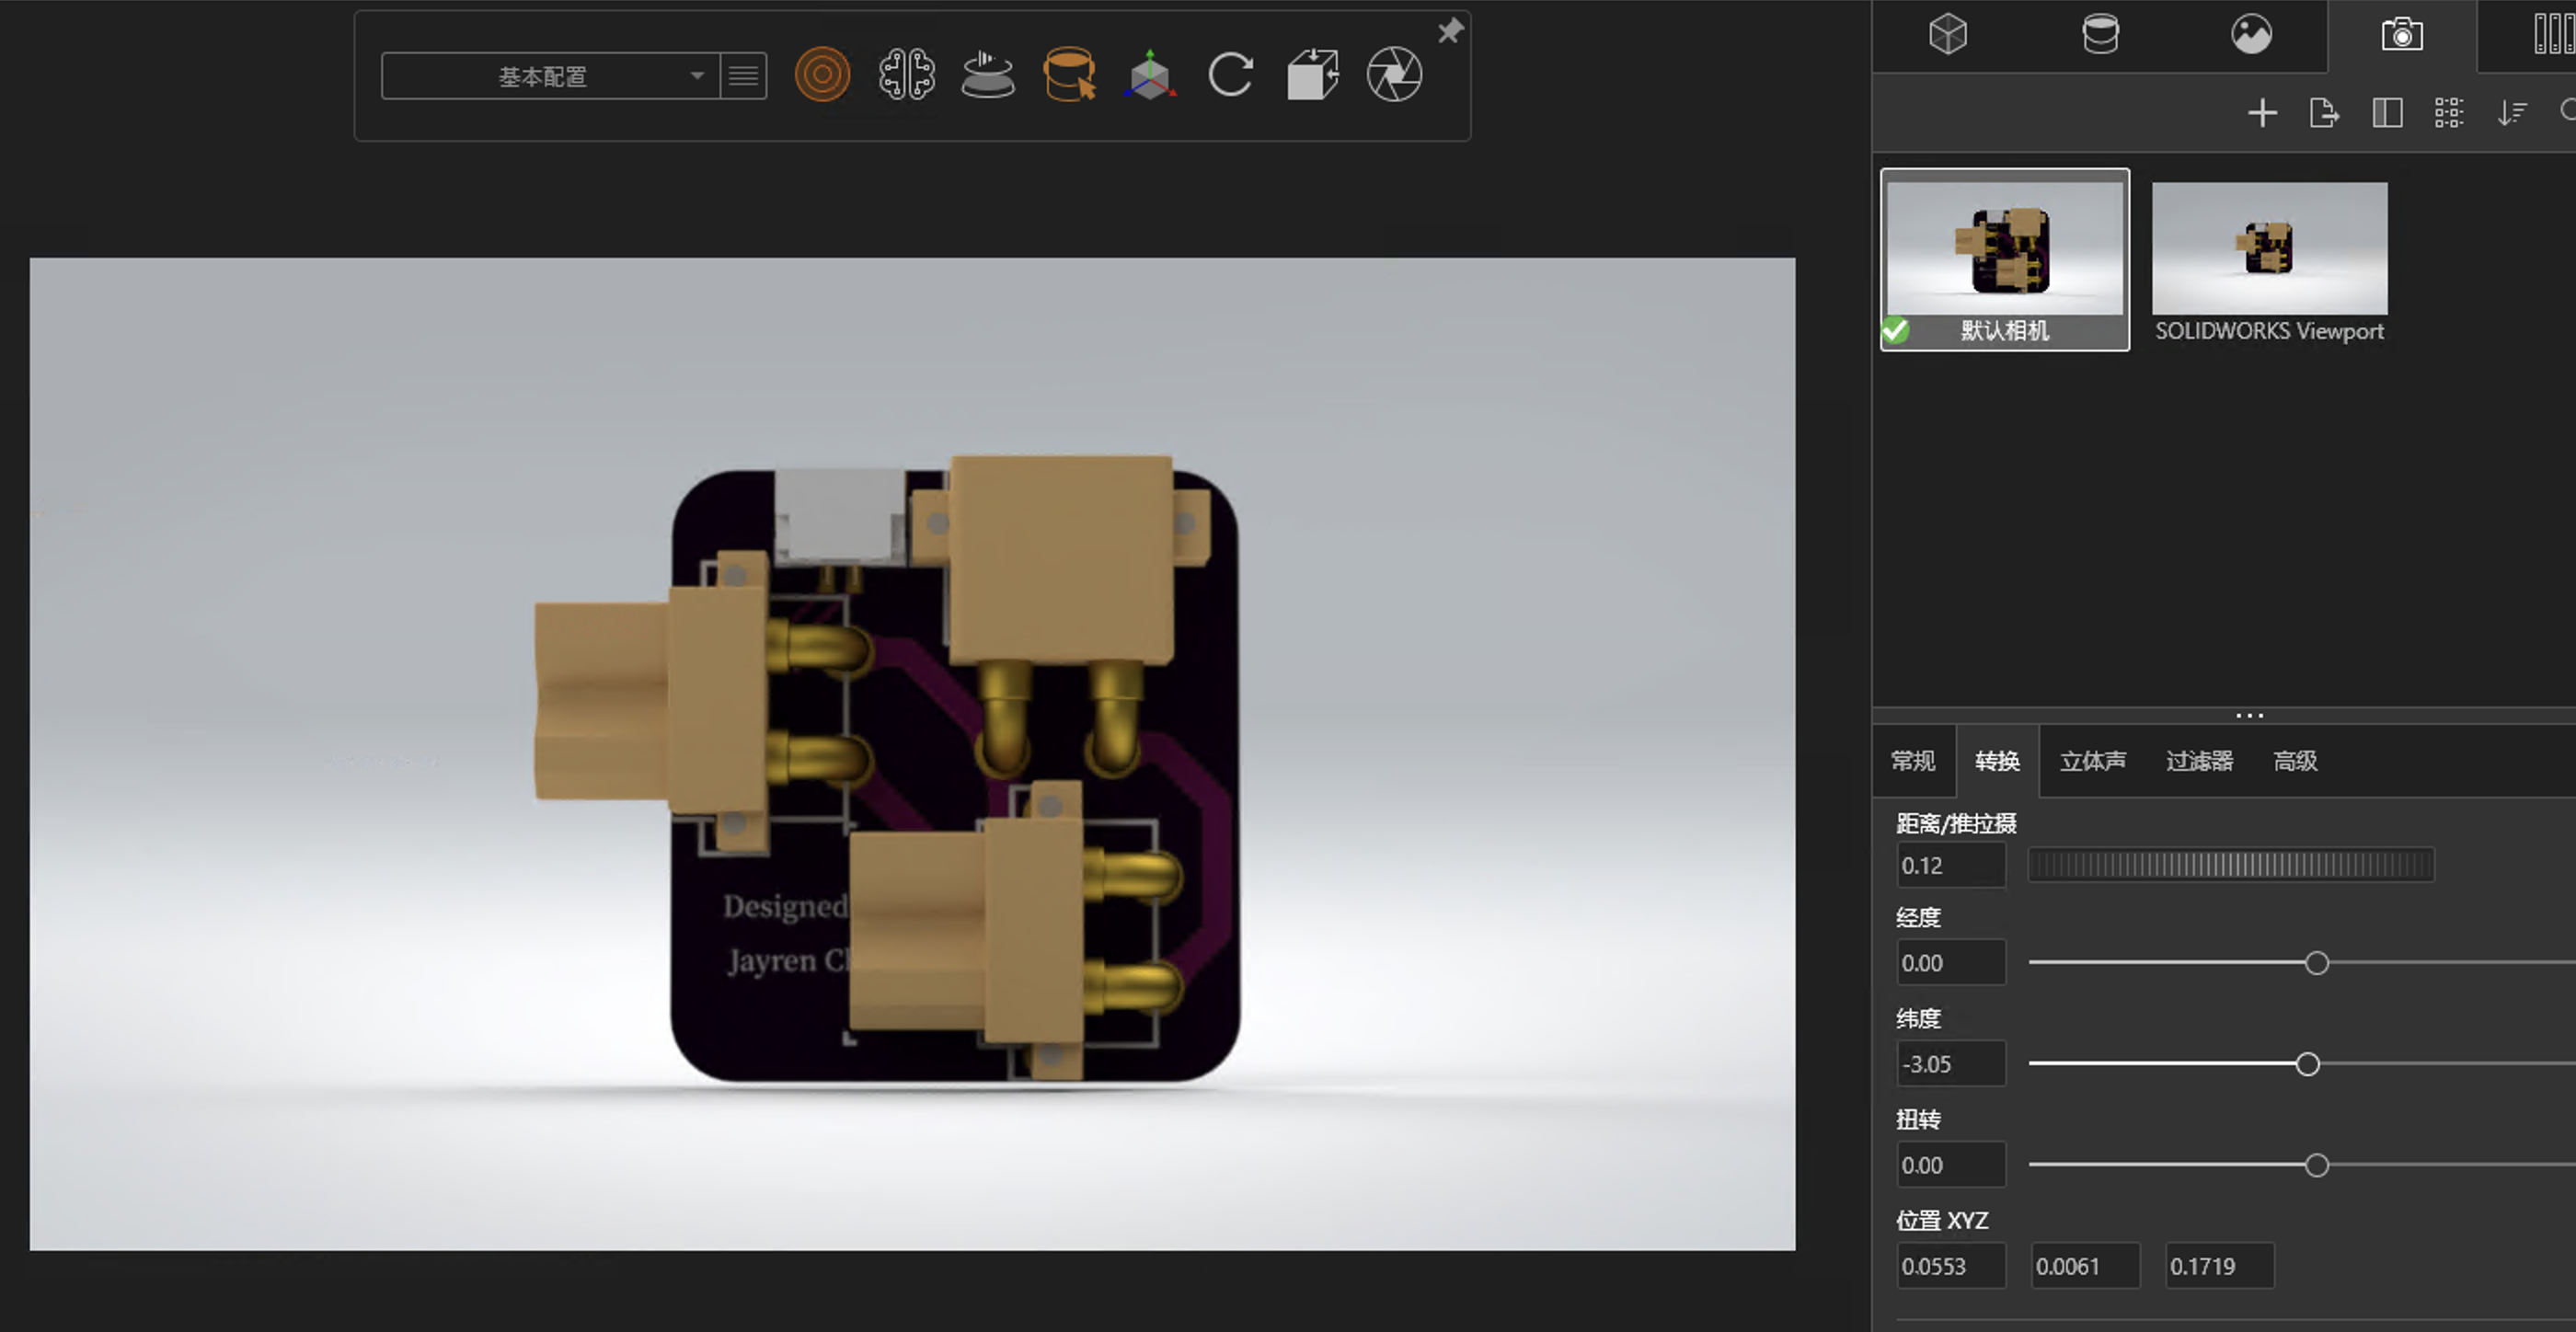 基本配置
默认相机
SOLIDWORKS Viewport
Designed
Jayren
常规
转换
立体声
过滤器
高级
距离/推拉摄
0.12
经度
0.00
纬度
-3.05
扭转
0.00
位置 XYZ
0.0553
0.0061
0.1719